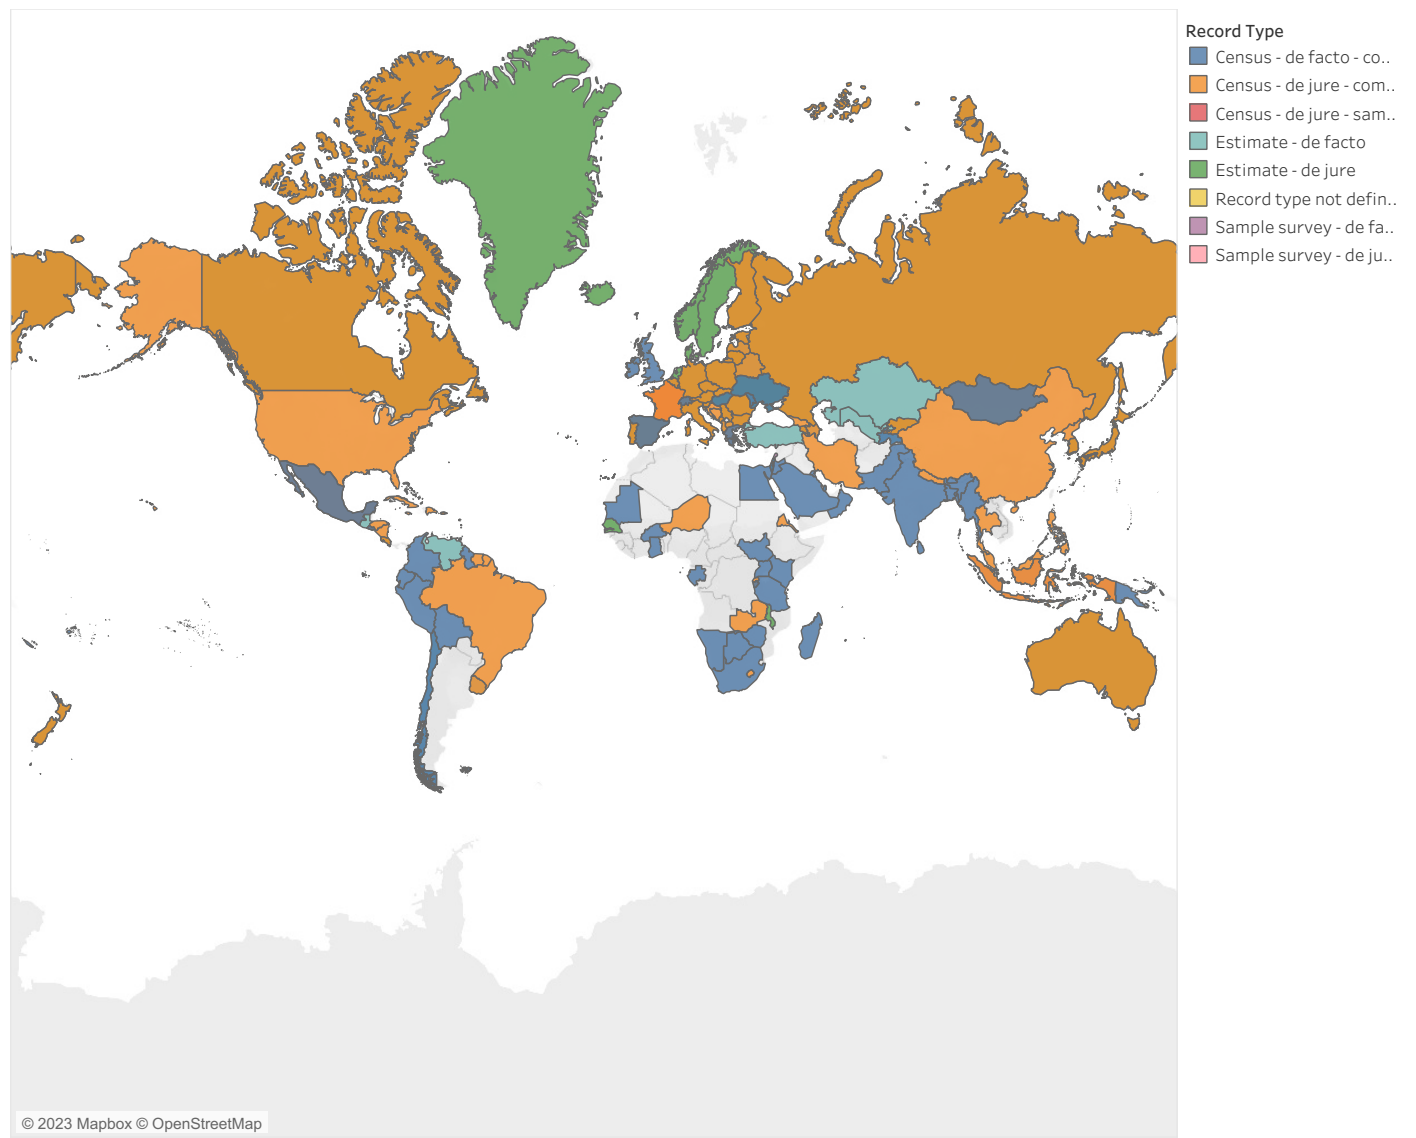 Record Type
Census - de facto - co..
Census - de jure - com..
Census - de jure - sam..
Estimate - de facto
Estimate - de jure
Record type not defin..
Sample survey - de fa..
Sample survey - de ju..
© 2023 Mapbox © OpenStreetMap